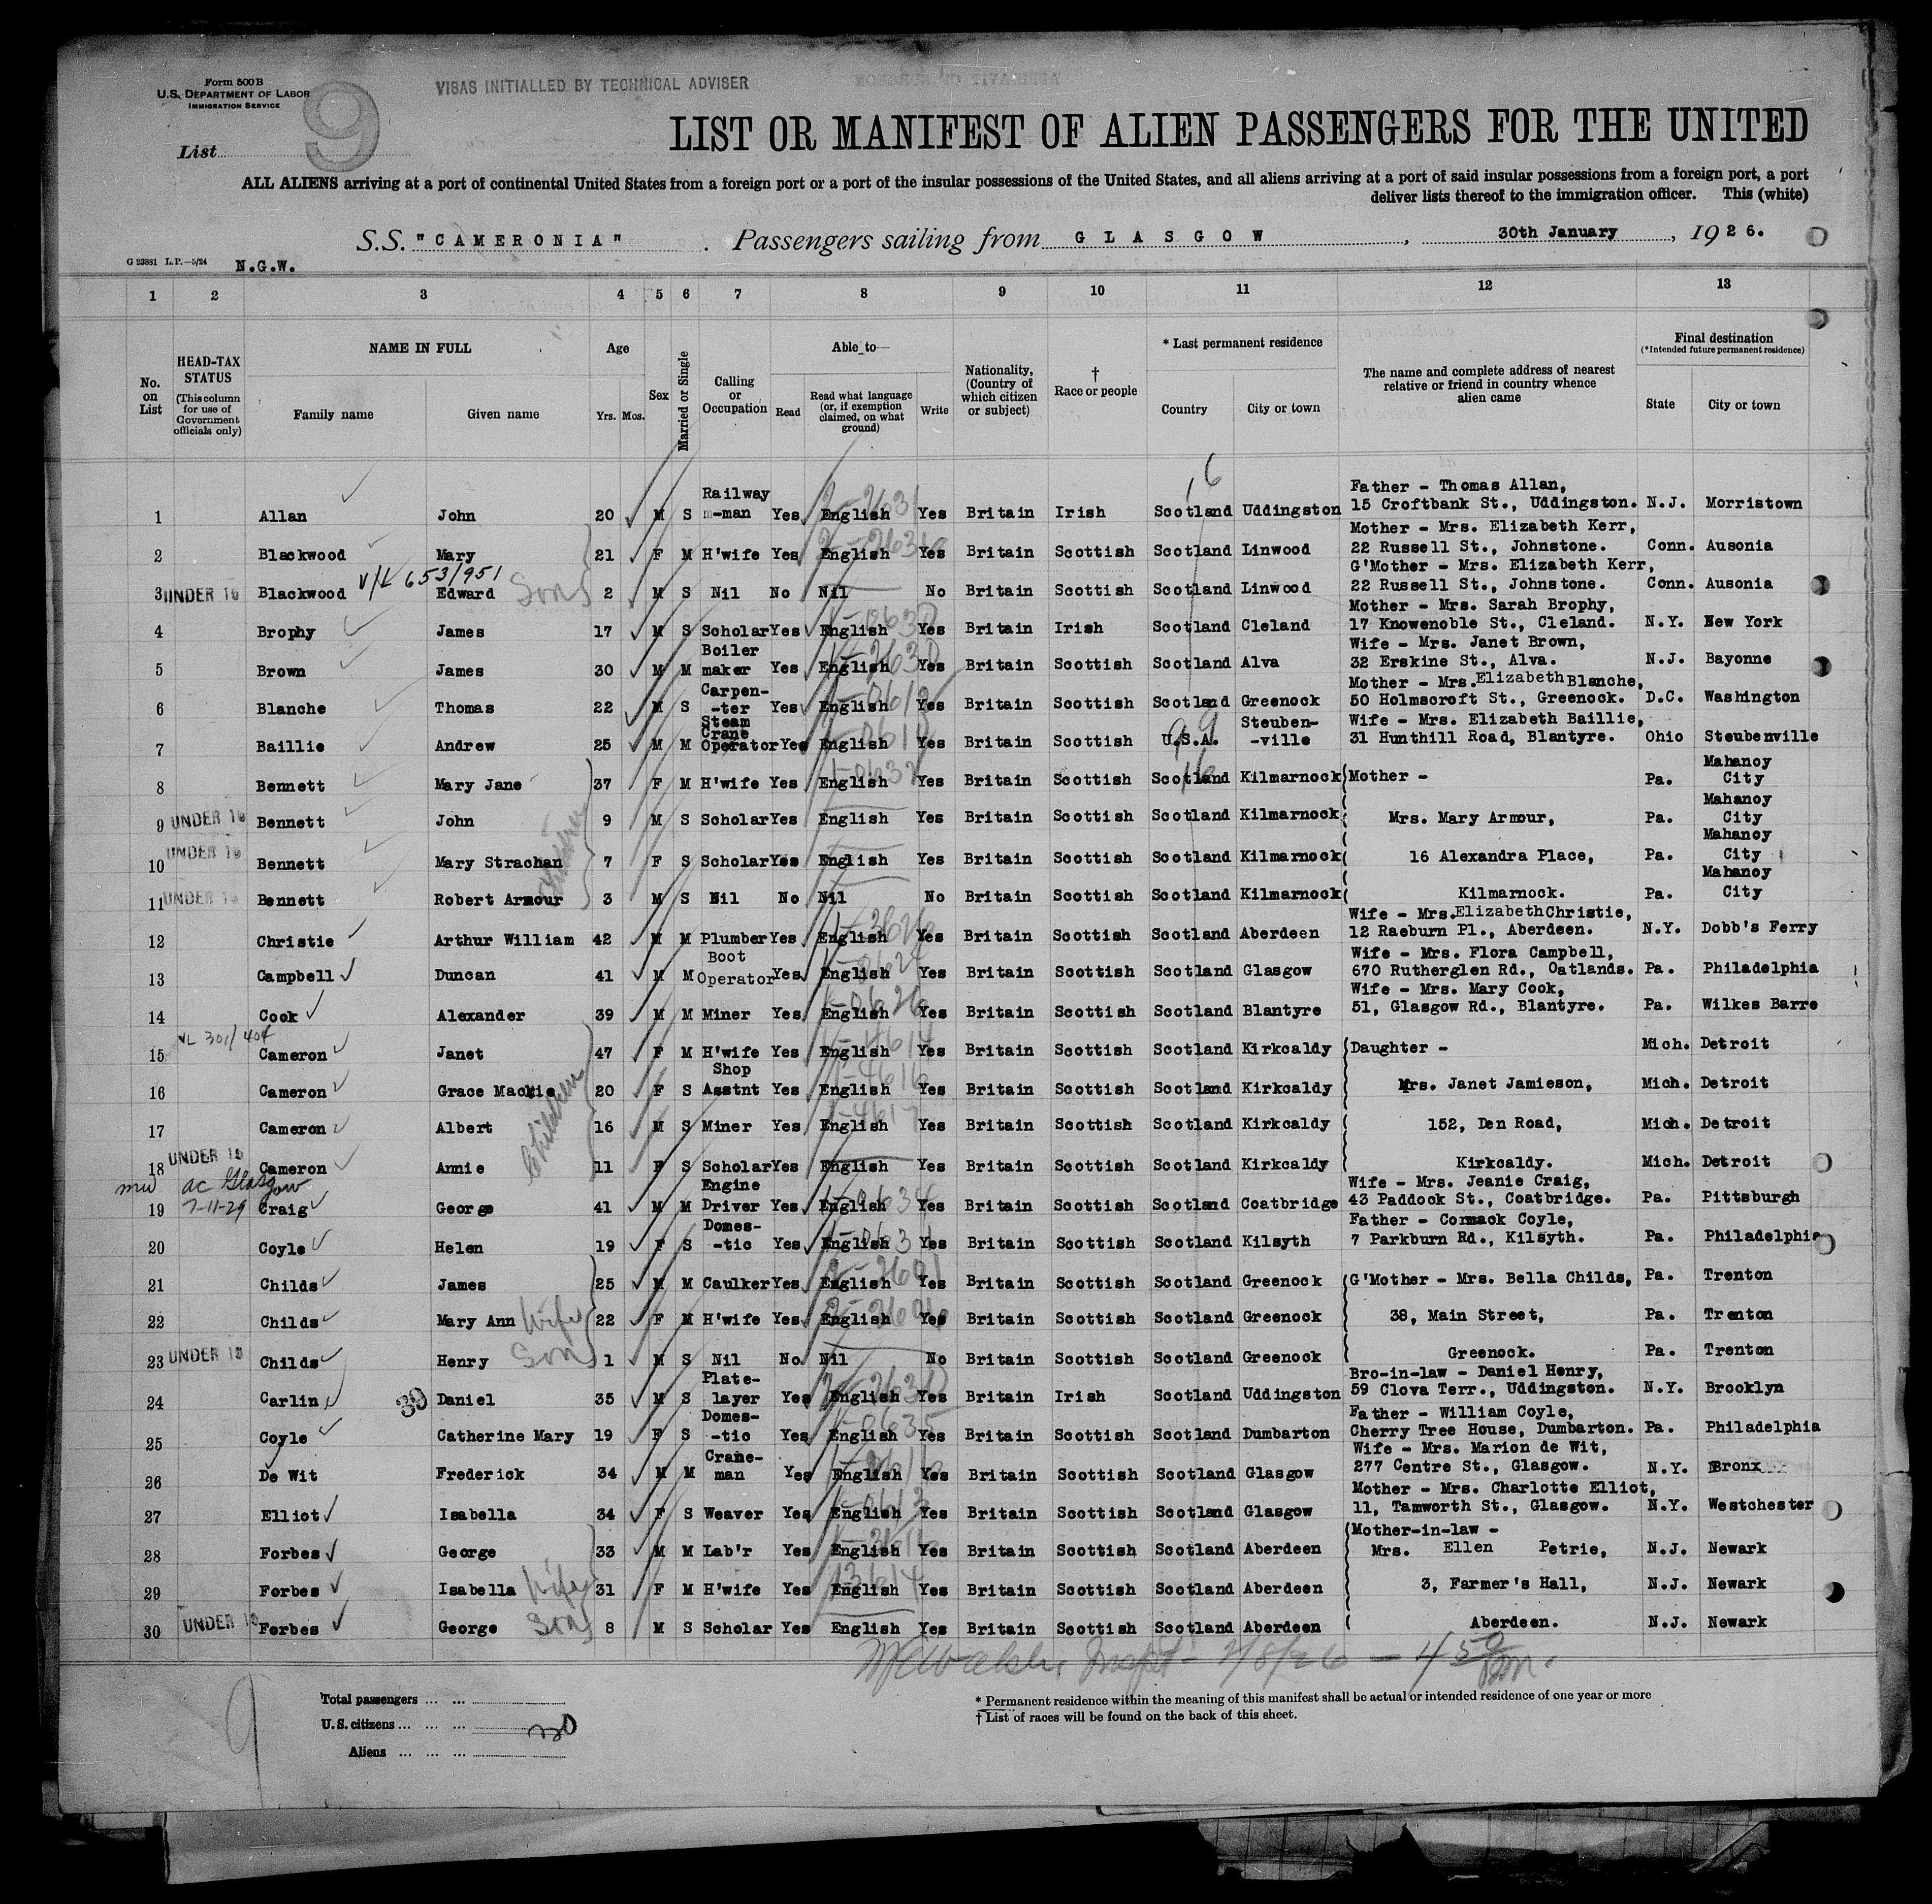 Form 500 B
U.S. DEPARTMENT OF LABOR
IMMIGRATION SERVICE
9
VISAS INITIALLED BY TECHNICAL ADVISER
List
LIST OR MANIFEST OF ALIEN PASSENGERS FOR THE UNITED
ALL ALIENS arriving at a port of continental United States from a foreign port or a port of the insular possessions of the United States, and all aliens arriving at a port of said insular possessions from a foreign port, a port
deliver lists thereof to the immigration officer. This (white)
S.S. "CAMERONIA" . Passengers sailing from GLASGOW, 30th January, 1926.
G 23881 L.P.—5/24 N.G.W.
1 2 3 4 5 6 7 8 9 10 11 12 13
No. on List
HEAD-TAX STATUS (This column for use of Government officials only)
NAME IN FULL Family name Given name
Age Yrs. Mos.
Sex
Married or Single
Calling or Occupation
Able to— Read Read what language (or, if exemption claimed, on what ground) Write
Nationality, (Country of which citizen or subject)
† Race or people
* Last permanent residence Country City or town
The name and complete address of nearest relative or friend in country whence alien came
Final destination (*Intended future permanent residence) State City or town
1 Allan John 20 M S Railway m-man Yes English Yes Britain Irish Scotland Uddingston Father - Thomas Allan, 15 Croftbank St., Uddingston. N.J. Morristown
2 Blackwood Mary 21 F M H'wife Yes English Yes Britain Scottish Scotland Linwood Mother - Mrs. Elizabeth Kerr, 22 Russell St., Johnstone. Conn. Ausonia
V/L 653/951
3 UNDER 16 Blackwood Edward Son 2 M S Nil No Nil No Britain Scottish Scotland Linwood G'Mother - Mrs. Elizabeth Kerr, 22 Russell St., Johnstone. Conn. Ausonia
4 Brophy James 17 M S Scholar Yes English Yes Britain Irish Scotland Cleland Mother - Mrs. Sarah Brophy, 17 Knowenoble St., Cleland. N.Y. New York
5 Brown James 30 M M Boiler maker Yes English Yes Britain Scottish Scotland Alva Wife - Mrs. Janet Brown, 32 Erskine St., Alva. N.J. Bayonne
6 Blanche Thomas 22 M S Carpen- -ter Yes English Yes Britain Scottish Scotland Greenock Mother - Mrs. Elizabeth Blanche, 50 Holmscroft St., Greenock. D.C. Washington
7 Baillie Andrew 25 M M Steam Crane Operator Yes English Yes Britain Scottish U.S.A. Steuben- -ville Wife - Mrs. Elizabeth Baillie, 31 Hunthill Road, Blantyre. Ohio Steubenville
8 Bennett Mary Jane 37 F M H'wife Yes English Yes Britain Scottish Scotland Kilmarnock Mother - Pa. Mahanoy City
9 UNDER 16 Bennett John 9 M S Scholar Yes English Yes Britain Scottish Scotland Kilmarnock Mrs. Mary Armour, Pa. Mahanoy City
10 UNDER 16 Bennett Mary Strachan Children 7 F S Scholar Yes English Yes Britain Scottish Scotland Kilmarnock 16 Alexandra Place, Pa. Mahanoy City
11 UNDER 16 Bennett Robert Armour 3 M S Nil No Nil No Britain Scottish Scotland Kilmarnock Kilmarnock. Pa. Mahanoy City
12 Christie Arthur William 42 M M Plumber Yes English Yes Britain Scottish Scotland Aberdeen Wife - Mrs. Elizabeth Christie, 12 Raeburn Pl., Aberdeen. N.Y. Dobb's Ferry
13 Campbell Duncan 41 M M Boot Operator Yes English Yes Britain Scottish Scotland Glasgow Wife - Mrs. Flora Campbell, 670 Rutherglen Rd., Oatlands. Pa. Philadelphia
14 Cook Alexander 39 M M Miner Yes English Yes Britain Scottish Scotland Blantyre Wife - Mrs. Mary Cook, 51, Glasgow Rd., Blantyre. Pa. Wilkes Barre
VL 301/404
15 Cameron Janet 47 F M H'wife Yes English Yes Britain Scottish Scotland Kirkcaldy Daughter - Mich. Detroit
16 Cameron Grace Mackie 20 F S Shop Asstnt Yes English Yes Britain Scottish Scotland Kirkcaldy Mrs. Janet Jamieson, Mich. Detroit
17 Cameron Albert Children 16 M S Miner Yes English Yes Britain Scottish Scotland Kirkcaldy 152, Den Road, Mich. Detroit
18 UNDER 16 Cameron Annie 11 F S Scholar Yes English Yes Britain Scottish Scotland Kirkcaldy Kirkcaldy. Mich. Detroit
ac Glasgow
7-11-29
19 Craig George 41 M M Engine Driver Yes English Yes Britain Scottish Scotland Coatbridge Wife - Mrs. Jeanie Craig, 43 Paddock St., Coatbridge. Pa. Pittsburgh
20 Coyle Helen 19 F S Domes- -tic Yes English Yes Britain Scottish Scotland Kilsyth Father - Cormack Coyle, 7 Parkburn Rd., Kilsyth. Pa. Philadelphia
21 Childs James 25 M M Caulker Yes English Yes Britain Scottish Scotland Greenock G'Mother - Mrs. Bella Childs, Pa. Trenton
22 Childs Mary Ann Wife 22 F M H'wife Yes English Yes Britain Scottish Scotland Greenock 38, Main Street, Pa. Trenton
23 UNDER 16 Childs Henry Son 1 M S Nil No Nil No Britain Scottish Scotland Greenock Greenock. Pa. Trenton
24 Carlin 39 Daniel 35 M S Plate- layer Yes English Yes Britain Irish Scotland Uddingston Bro-in-law - Daniel Henry, 59 Clova Terr., Uddingston. N.Y. Brooklyn
25 Coyle Catherine Mary 19 F S Domes- -tic Yes English Yes Britain Scottish Scotland Dumbarton Father - William Coyle, Cherry Tree House, Dumbarton. Pa. Philadelphia
26 De Wit Frederick 34 M M Crane- man Yes English Yes Britain Scottish Scotland Glasgow Wife - Mrs. Marion de Wit, 277 Centre St., Glasgow. N.Y. Bronx
27 Elliot Isabella 34 F S Weaver Yes English Yes Britain Scottish Scotland Glasgow Mother - Mrs. Charlotte Elliot, 11, Tamworth St., Glasgow. N.Y. Westchester
28 Forbes George 33 M M Lab'r Yes English Yes Britain Scottish Scotland Aberdeen Mother-in-law - Mrs. Ellen Petrie, N.J. Newark
29 Forbes Isabella Wife 31 F M H'wife Yes English Yes Britain Scottish Scotland Aberdeen 3, Farmer's Hall, N.J. Newark
30 UNDER 16 Forbes George Son 8 M S Scholar Yes English Yes Britain Scottish Scotland Aberdeen Aberdeen. N.J. Newark
2/8/26 —
9
Total passengers ... ...
U.S. citizens ... ... ...
Aliens ... ... ...
* Permanent residence within the meaning of this manifest shall be actual or intended residence of one year or more
† List of races will be found on the back of this sheet.